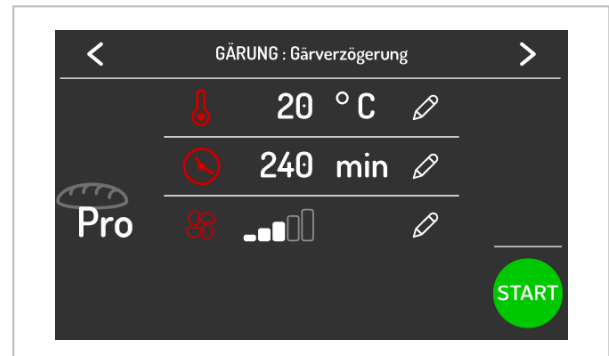 GÄRUNG : Gärverzögerung
20 °C
240 min
Pro
START